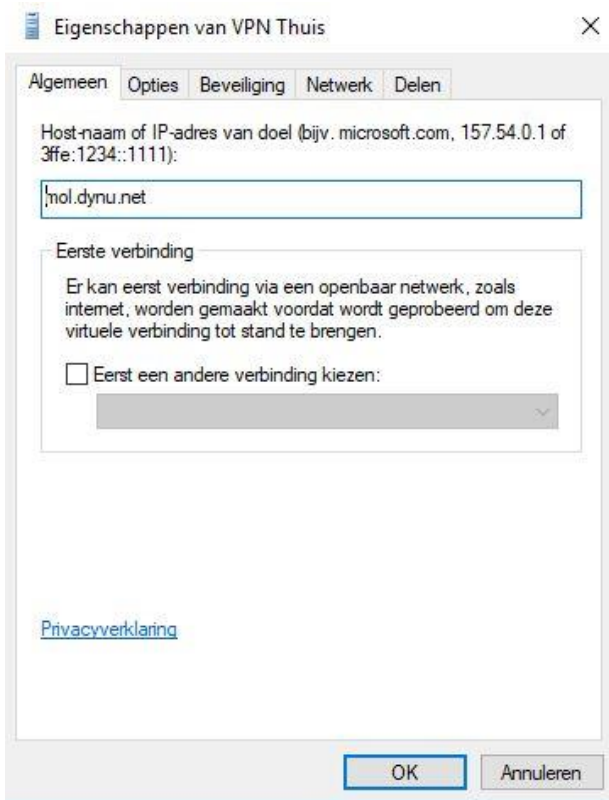 Eigenschappen van VPN Thuis
Algemeen Opties Beveiliging Netwerk Delen
Host-naam of IP-adres van doel (bijv. microsoft.com, 157.54.0.1 of
3ffe:1234::1111):
mol.dynu.net
Eerste verbinding
Er kan eerst verbinding via een openbaar netwerk, zoals
internet, worden gemaakt voordat wordt geprobeerd om deze
virtuele verbinding tot stand te brengen.
Eerst een andere verbinding kiezen:
Privacyverklaring
OK Annuleren